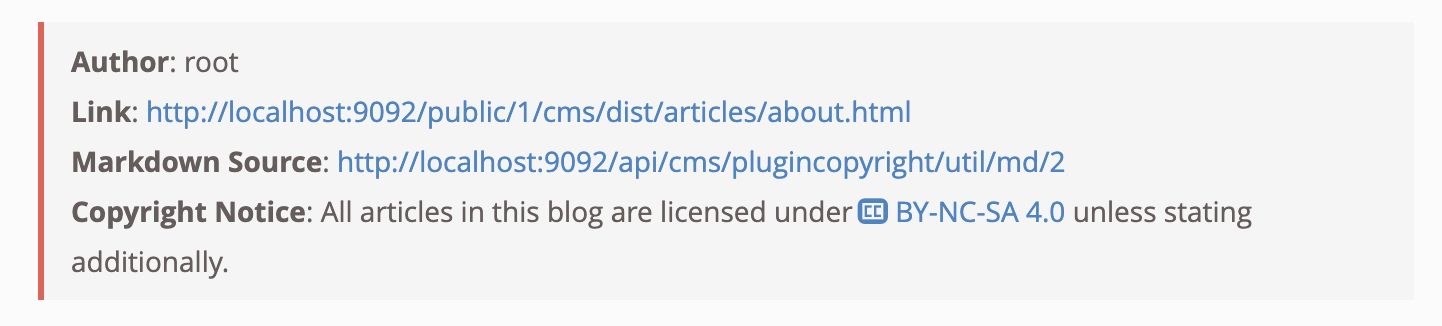 Author: root
Link: http://localhost:9092/public/1/cms/dist/articles/about.html
Markdown Source: http://localhost:9092/api/cms/plugincopyright/util/md/2
Copyright Notice: All articles in this blog are licensed under CC BY-NC-SA 4.0 unless stating
additionally.